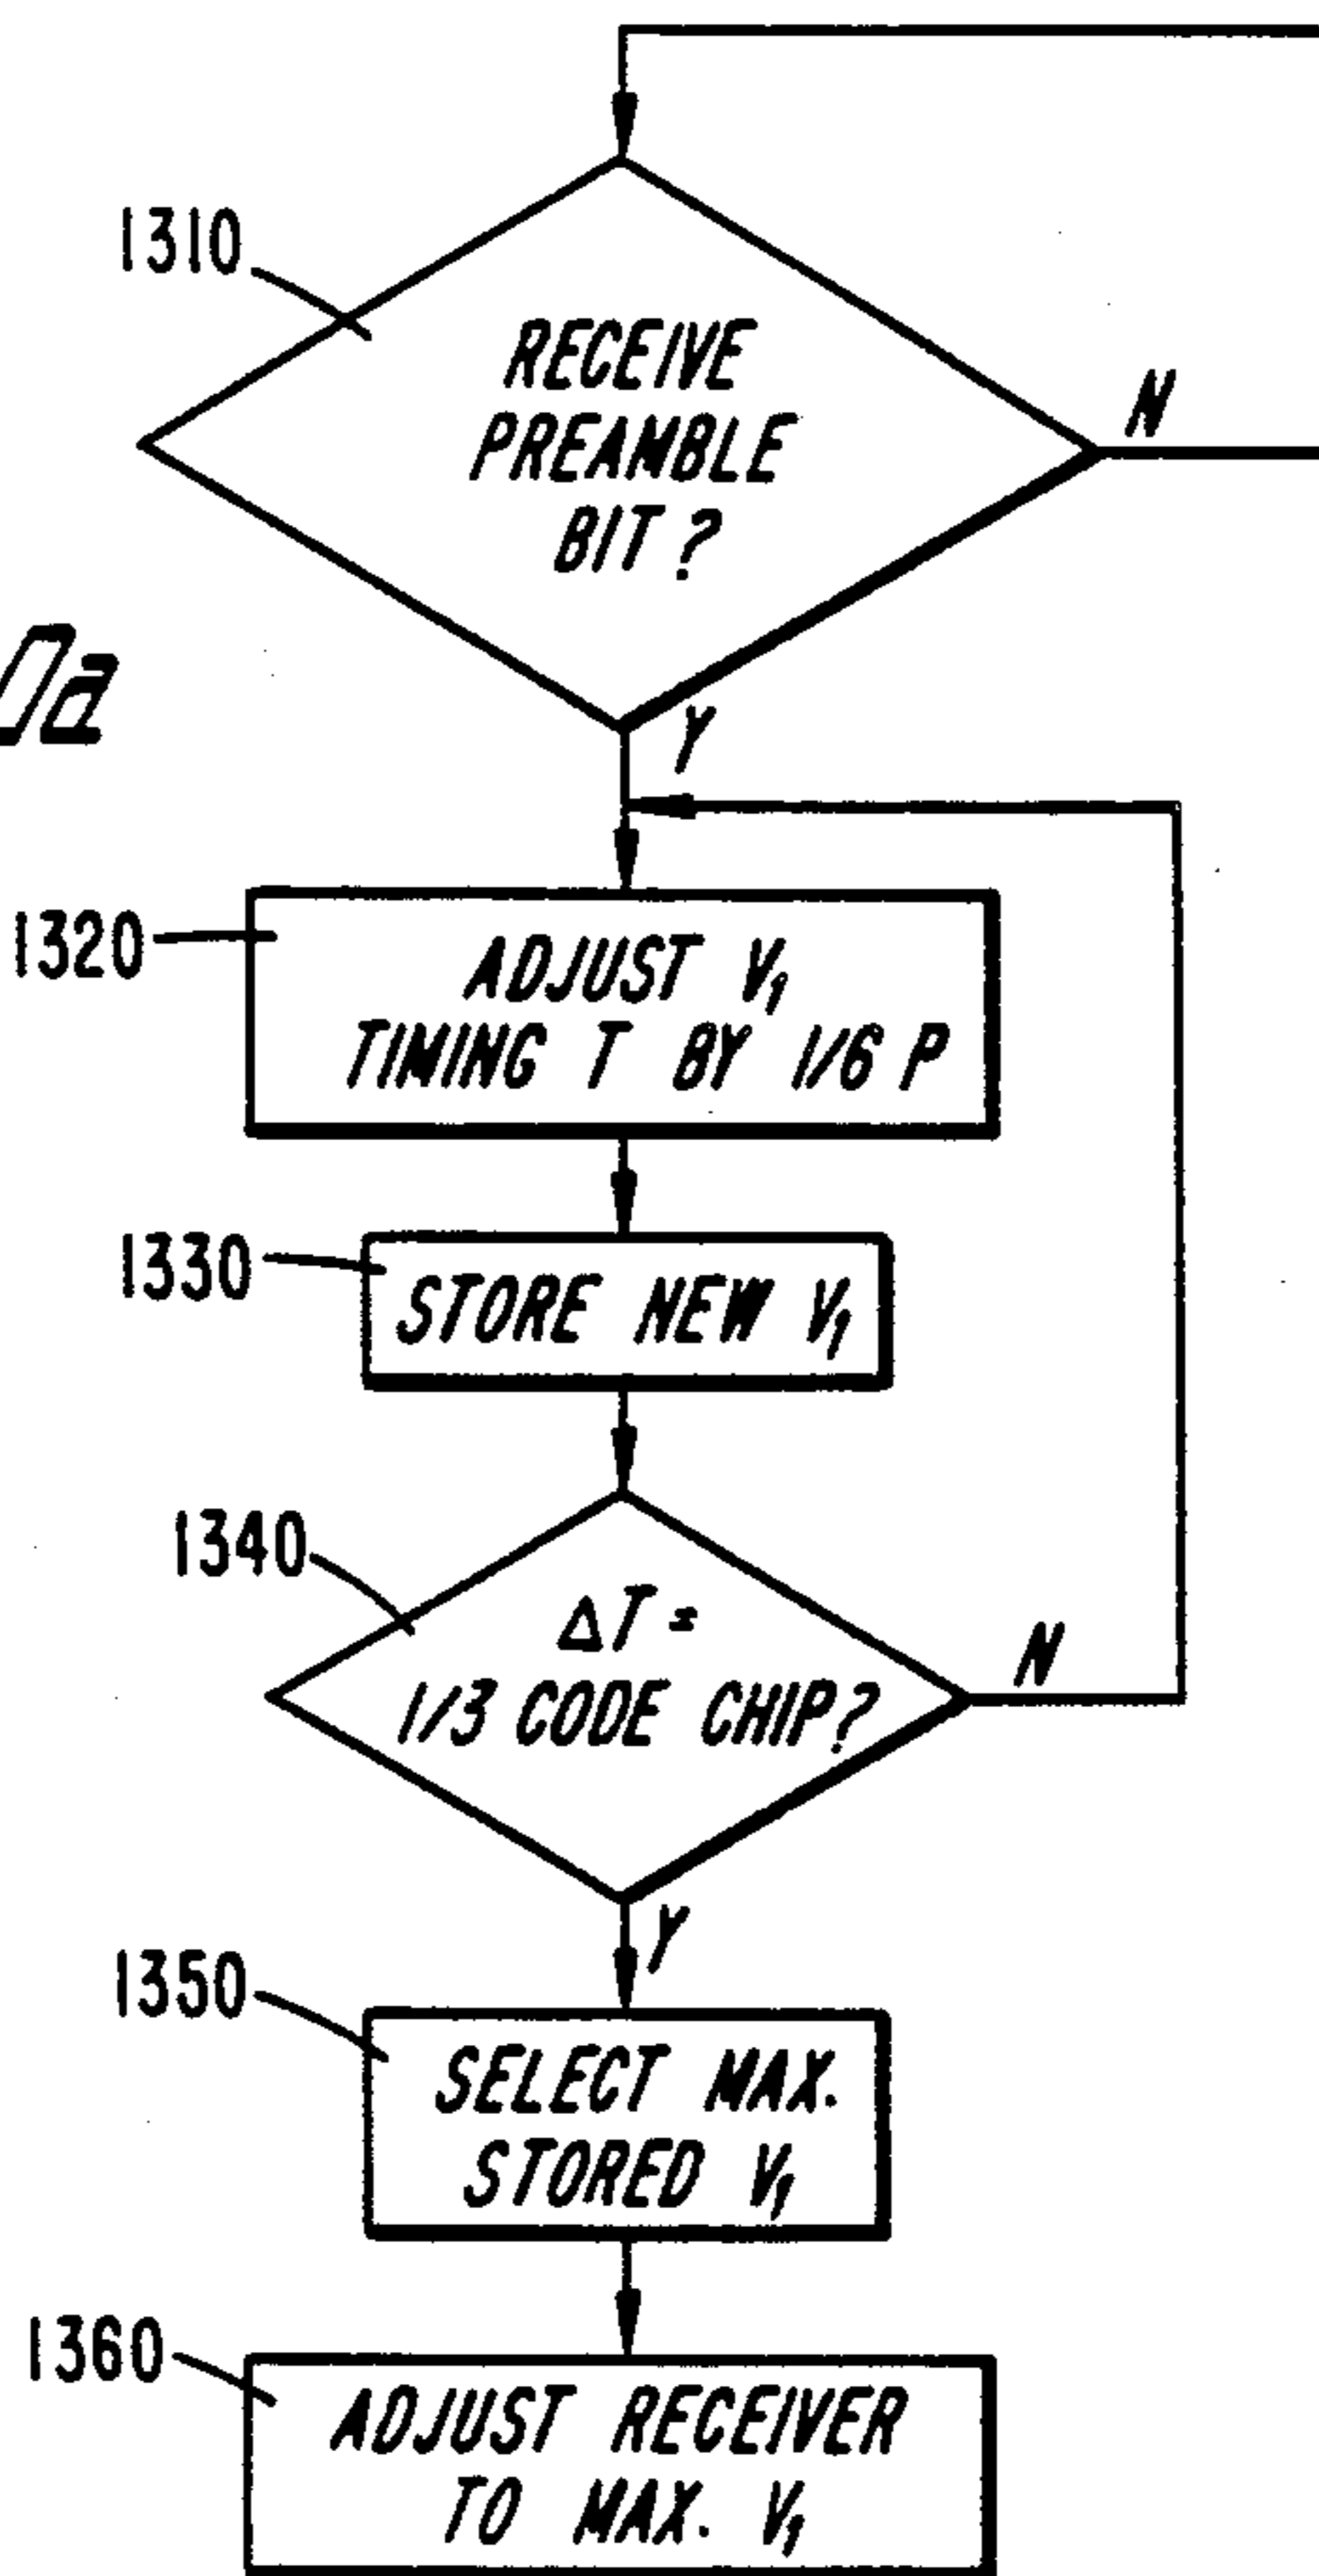 1310
RECEIVE
PREAMBLE
BIT?
N
0a
Y
1320
ADJUST V₁
TIMING T BY 1/6 P
1330
STORE NEW V₁
1340
ΔT =
1/3 CODE CHIP?
N
Y
1350
SELECT MAX.
STORED V₁
1360
ADJUST RECEIVER
TO MAX. V₁